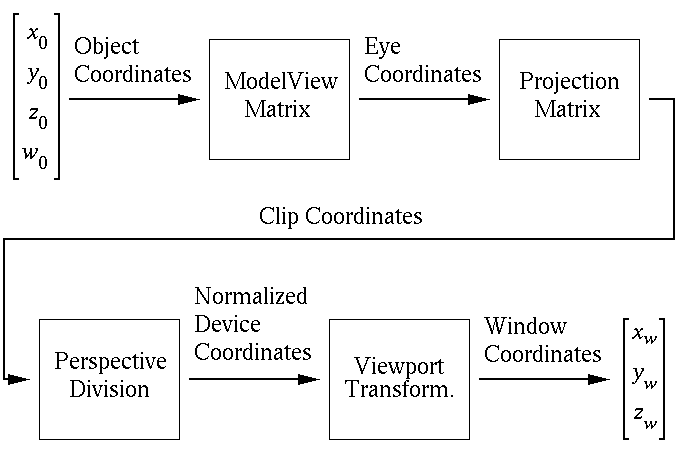 x0
y0
z0
w0
Object
Coordinates
ModelView
Matrix
Eye
Coordinates
Projection
Matrix
Clip Coordinates
Perspective
Division
Normalized
Device
Coordinates
Viewport
Transform.
Window
Coordinates
xw
yw
zw